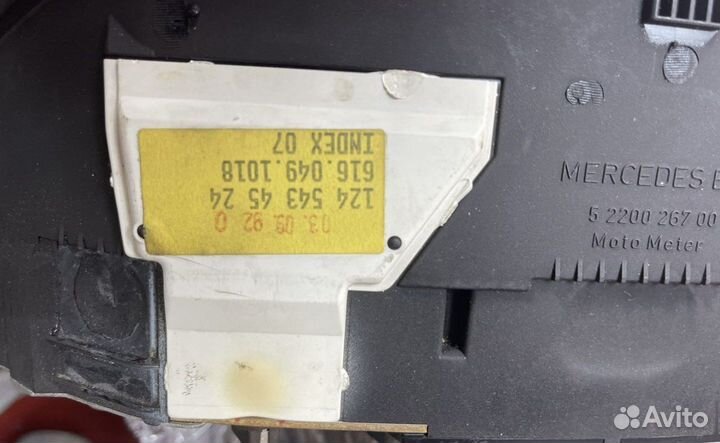 03. 09. 92 0
124 543 45 24
616.049.1018
INDEX 07
MERCEDES
5 2200 267 00
Moto Meter
Avito